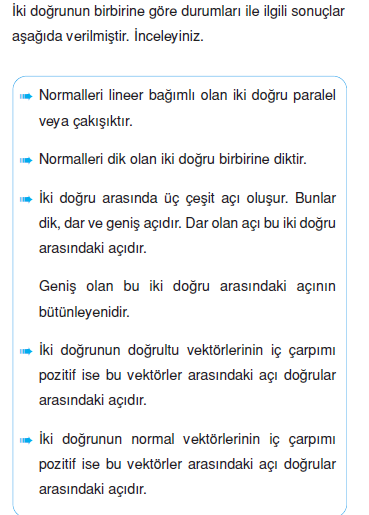 İki doğrunun birbirine göre durumları ile ilgili sonuçlar
aşağıda verilmiştir. İnceleyiniz.
Normalleri lineer bağımlı olan iki doğru paralel
veya çakışıktır.
Normalleri dik olan iki doğru birbirine diktir.
İki doğru arasında üç çeşit açı oluşur. Bunlar
dik, dar ve geniş açıdır. Dar olan açı bu iki doğru
arasındaki açıdır.
Geniş olan bu iki doğru arasındaki açının
bütünleyenidir.
İki doğrunun doğrultu vektörlerinin iç çarpımı
pozitif ise bu vektörler arasındaki açı doğrular
arasındaki açıdır.
İki doğrunun normal vektörlerinin iç çarpımı
pozitif ise bu vektörler arasındaki açı doğrular
arasındaki açıdır.